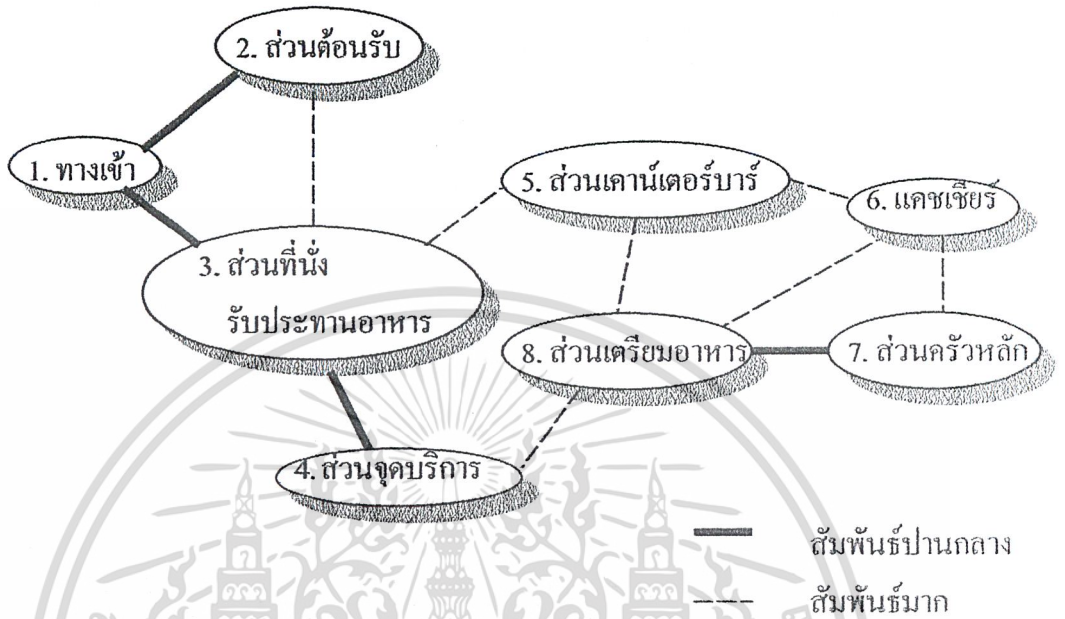 2. ส่วนต้อนรับ
1. ทางเข้า
5. ส่วนเคาน์เตอร์บาร์
6. แคชเชียร์
3. ส่วนที่นั่ง
รับประทานอาหาร
8. ส่วนเตรียมอาหาร
7. ส่วนครัวหลัก
4. ส่วนจุดบริการ
สัมพันธ์ปานกลาง
สัมพันธ์มาก